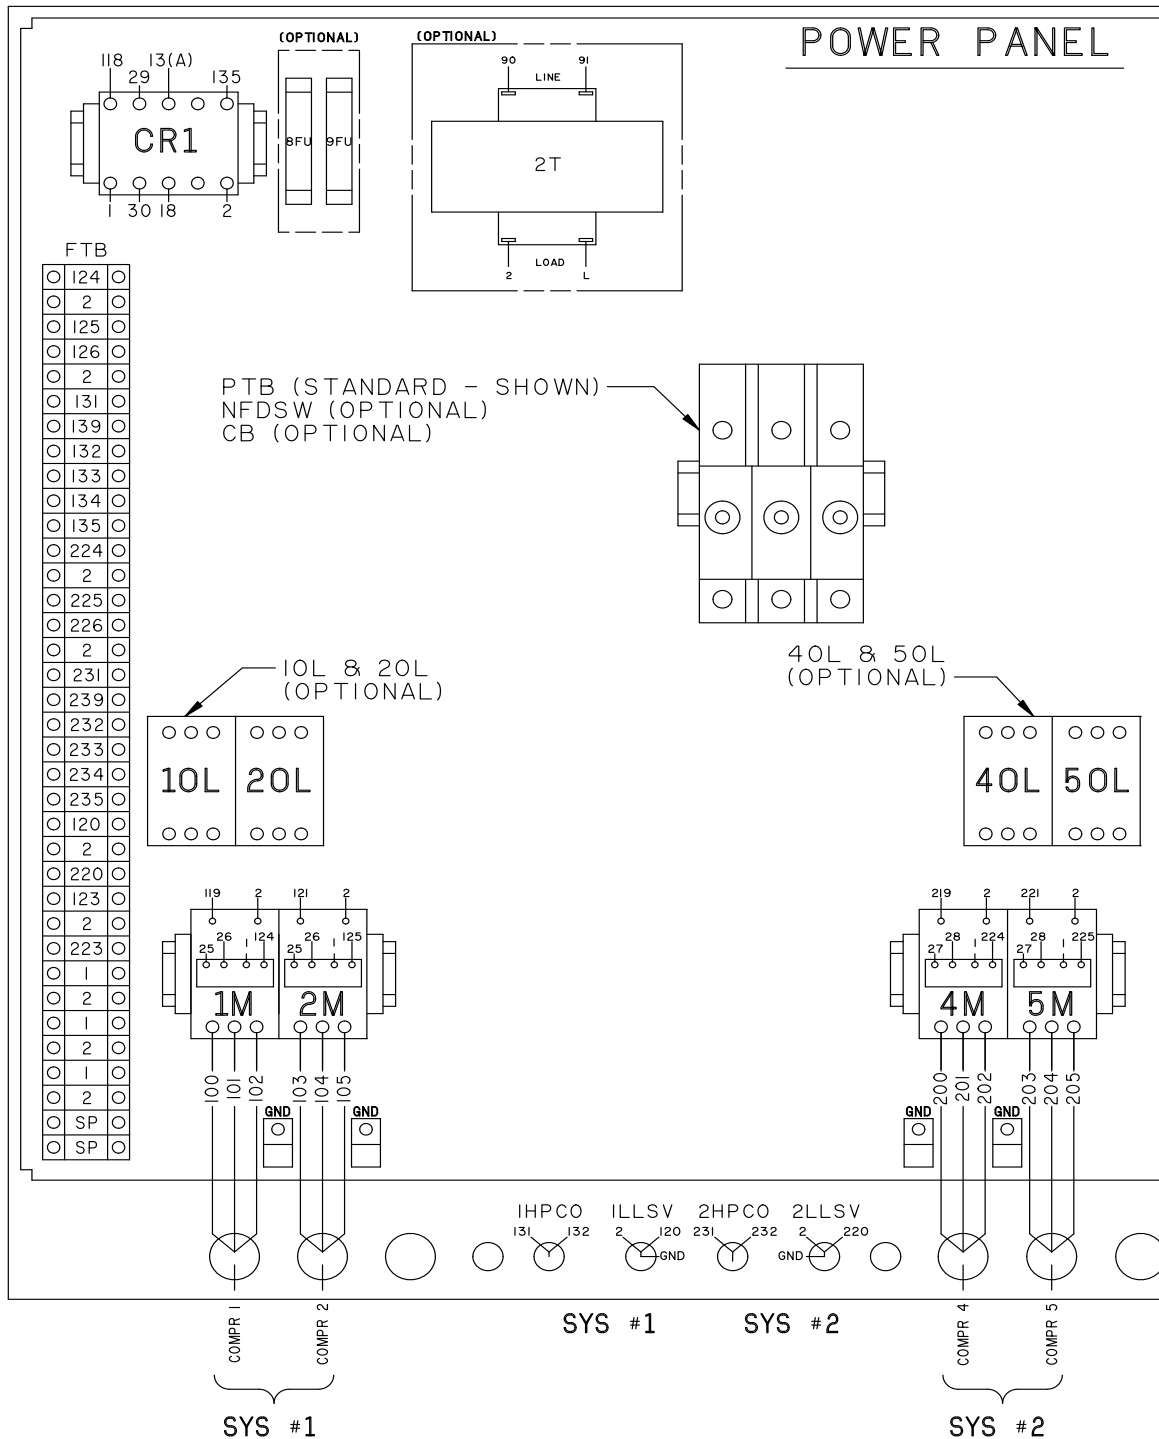 POWER PANEL
(OPTIONAL)
(OPTIONAL)
118 13(A)
29 135
CR1
1 30 18 2
8FU 9FU
90 91
LINE
2T
LOAD
2 L
FTB
124
2
125
126
2
131
139
132
133
134
135
224
2
225
226
2
231
239
232
233
234
235
120
2
220
123
2
223
1
2
1
2
1
2
SP
SP
PTB (STANDARD - SHOWN)
NFDSW (OPTIONAL)
CB (OPTIONAL)
1OL & 2OL
(OPTIONAL)
4OL & 5OL
(OPTIONAL)
1OL 2OL
4OL 5OL
119 2 121 2
25 26 1 124 25 26 1 125
1M 2M
219 2 221 2
27 28 1 224 27 28 1 225
4M 5M
100 101 102 103 104 105
200 201 202 203 204 205
GND GND
GND GND
1HPCO 1LLSV 2HPCO 2LLSV
131 132 2 120 231 232 2 220
GND GND
COMPR 1 COMPR 2
SYS #1 SYS #2
COMPR 4 COMPR 5
SYS #1 SYS #2